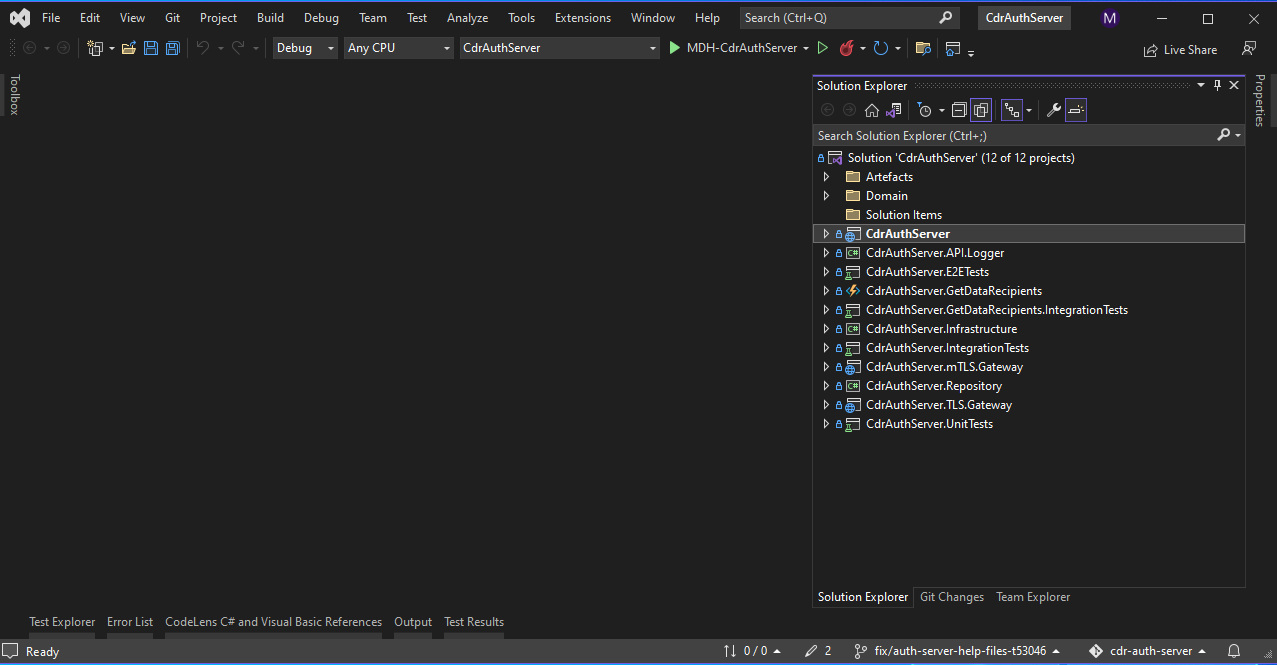 File Edit View Git Project Build Debug Team Test Analyze Tools Extensions Window Help Search (Ctrl+Q) CdrAuthServer M
Debug Any CPU CdrAuthServer MDH-CdrAuthServer Live Share
Toolbox
Solution Explorer
Properties
Search Solution Explorer (Ctrl+;)
Solution 'CdrAuthServer' (12 of 12 projects)
Artefacts
Domain
Solution Items
CdrAuthServer
C# CdrAuthServer.API.Logger
CdrAuthServer.E2ETests
CdrAuthServer.GetDataRecipients
CdrAuthServer.GetDataRecipients.IntegrationTests
C# CdrAuthServer.Infrastructure
CdrAuthServer.IntegrationTests
CdrAuthServer.mTLS.Gateway
C# CdrAuthServer.Repository
CdrAuthServer.TLS.Gateway
CdrAuthServer.UnitTests
Solution Explorer Git Changes Team Explorer
Test Explorer Error List CodeLens C# and Visual Basic References Output Test Results
Ready 0 / 0 2 fix/auth-server-help-files-t53046 cdr-auth-server